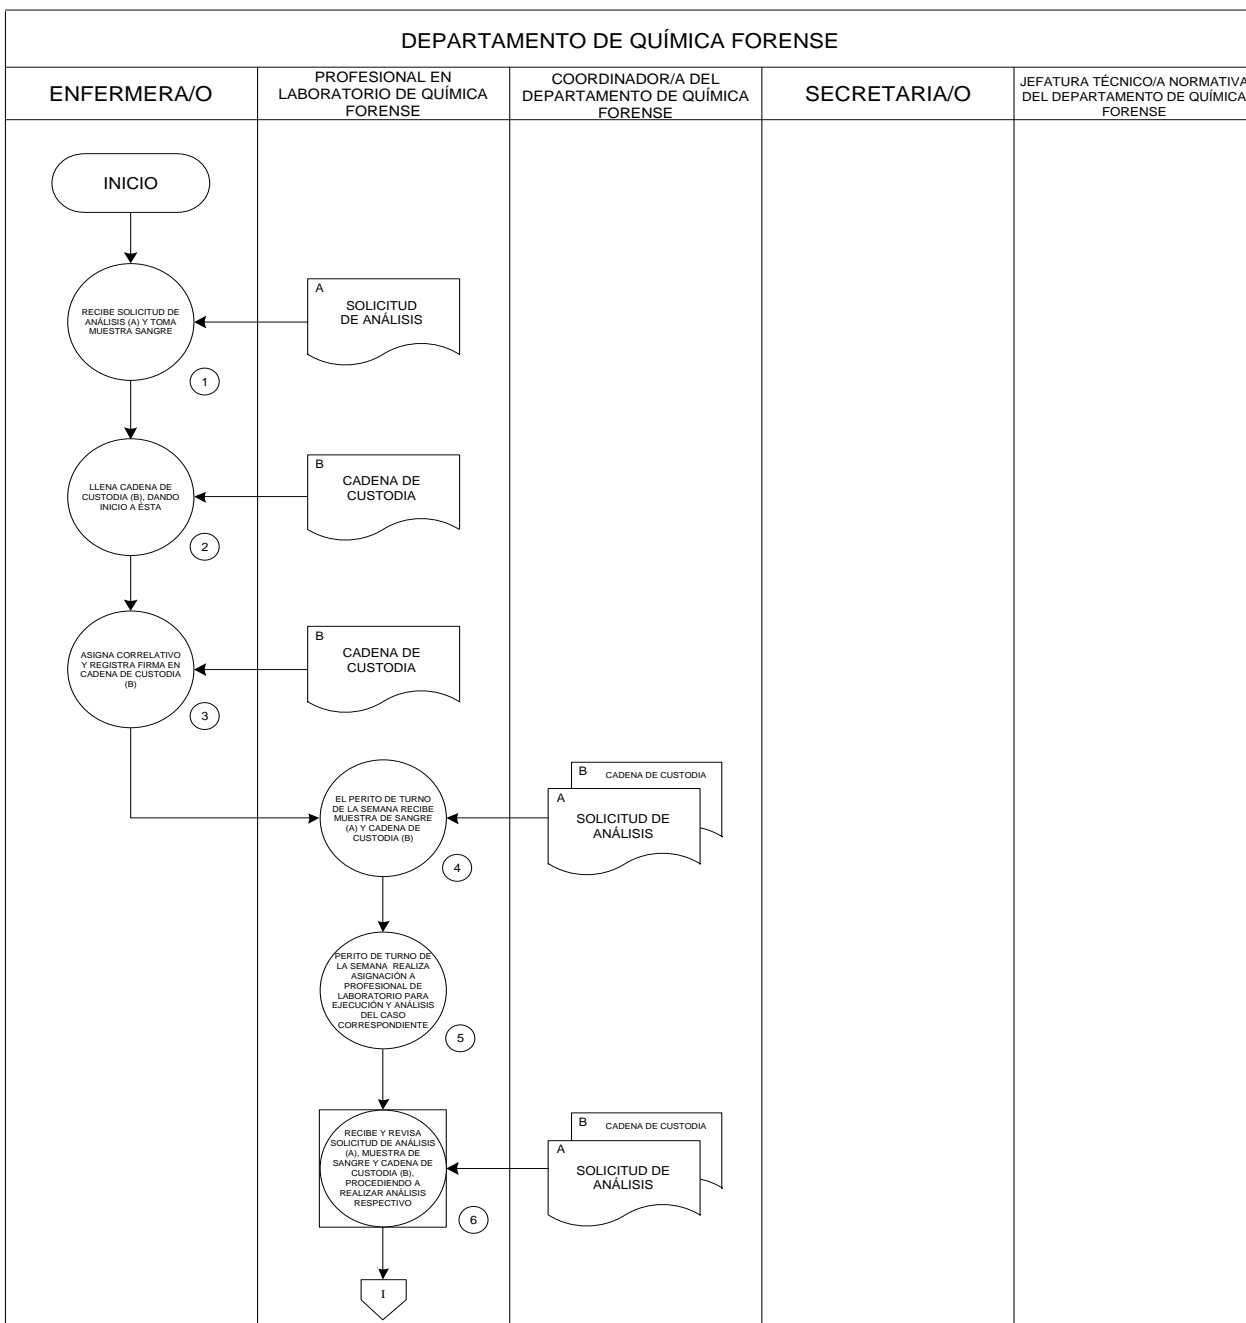 DEPARTAMENTO DE QUÍMICA FORENSE
ENFERMERA/O
PROFESIONAL EN
LABORATORIO DE QUÍMICA
FORENSE
COORDINADOR/A DEL
DEPARTAMENTO DE QUÍMICA
FORENSE
SECRETARIA/O
JEFATURA TÉCNICO/A NORMATIVA
DEL DEPARTAMENTO DE QUÍMICA
FORENSE
INICIO
RECIBE SOLICITUD DE
ANÁLISIS (A) Y TOMA
MUESTRA SANGRE
1
A
SOLICITUD
DE ANÁLISIS
LLENA CADENA DE
CUSTODIA (B), DANDO
INICIO A ÉSTA
2
B
CADENA DE
CUSTODIA
ASIGNA CORRELATIVO
Y REGISTRA FIRMA EN
CADENA DE CUSTODIA
(B)
3
B
CADENA DE
CUSTODIA
EL PERITO DE TURNO
DE LA SEMANA RECIBE
MUESTRA DE SANGRE
(A) Y CADENA DE
CUSTODIA (B)
4
B CADENA DE CUSTODIA
A
SOLICITUD DE
ANÁLISIS
PERITO DE TURNO DE
LA SEMANA REALIZA
ASIGNACIÓN A
PROFESIONAL DE
LABORATORIO PARA
EJECUCIÓN Y ANÁLISIS
DEL CASO
CORRESPONDIENTE
5
RECIBE Y REVISA
SOLICITUD DE ANÁLISIS
(A), MUESTRA DE
SANGRE Y CADENA DE
CUSTODIA (B),
PROCEDIENDO A
REALIZAR ANÁLISIS
RESPECTIVO
6
B CADENA DE CUSTODIA
A
SOLICITUD DE
ANÁLISIS
I